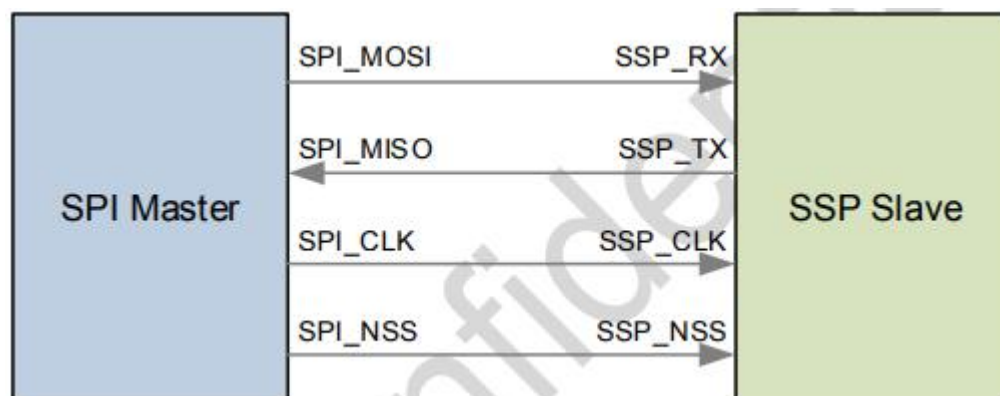 SPI_MOSI SSP_RX
SPI_MISO SSP_TX
SPI Master SSP Slave
SPI_CLK SSP_CLK
SPI_NSS SSP_NSS